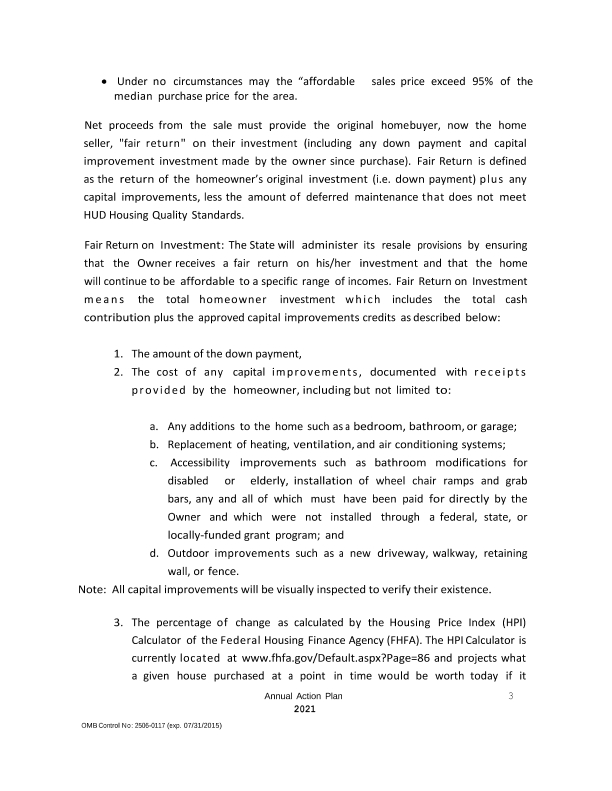 • Under no circumstances may the “affordable sales price exceed 95% of the
median purchase price for the area.
Net proceeds from the sale must provide the original homebuyer, now the home
seller, "fair return" on their investment (including any down payment and capital
improvement investment made by the owner since purchase). Fair Return is defined
as the return of the homeowner’s original investment (i.e. down payment) plus any
capital improvements, less the amount of deferred maintenance that does not meet
HUD Housing Quality Standards.
Fair Return on Investment: The State will administer its resale provisions by ensuring
that the Owner receives a fair return on his/her investment and that the home
will continue to be affordable to a specific range of incomes. Fair Return on Investment
means the total homeowner investment which includes the total cash
contribution plus the approved capital improvements credits as described below:
1. The amount of the down payment,
2. The cost of any capital improvements, documented with receipts
provided by the homeowner, including but not limited to:
a. Any additions to the home such as a bedroom, bathroom, or garage;
b. Replacement of heating, ventilation, and air conditioning systems;
c. Accessibility improvements such as bathroom modifications for
disabled or elderly, installation of wheel chair ramps and grab
bars, any and all of which must have been paid for directly by the
Owner and which were not installed through a federal, state, or
locally-funded grant program; and
d. Outdoor improvements such as a new driveway, walkway, retaining
wall, or fence.
Note: All capital improvements will be visually inspected to verify their existence.
3. The percentage of change as calculated by the Housing Price Index (HPI)
Calculator of the Federal Housing Finance Agency (FHFA). The HPI Calculator is
currently located at www.fhfa.gov/Default.aspx?Page=86 and projects what
a given house purchased at a point in time would be worth today if it
Annual Action Plan
2021
3
OMB Control No: 2506-0117 (exp. 07/31/2015)